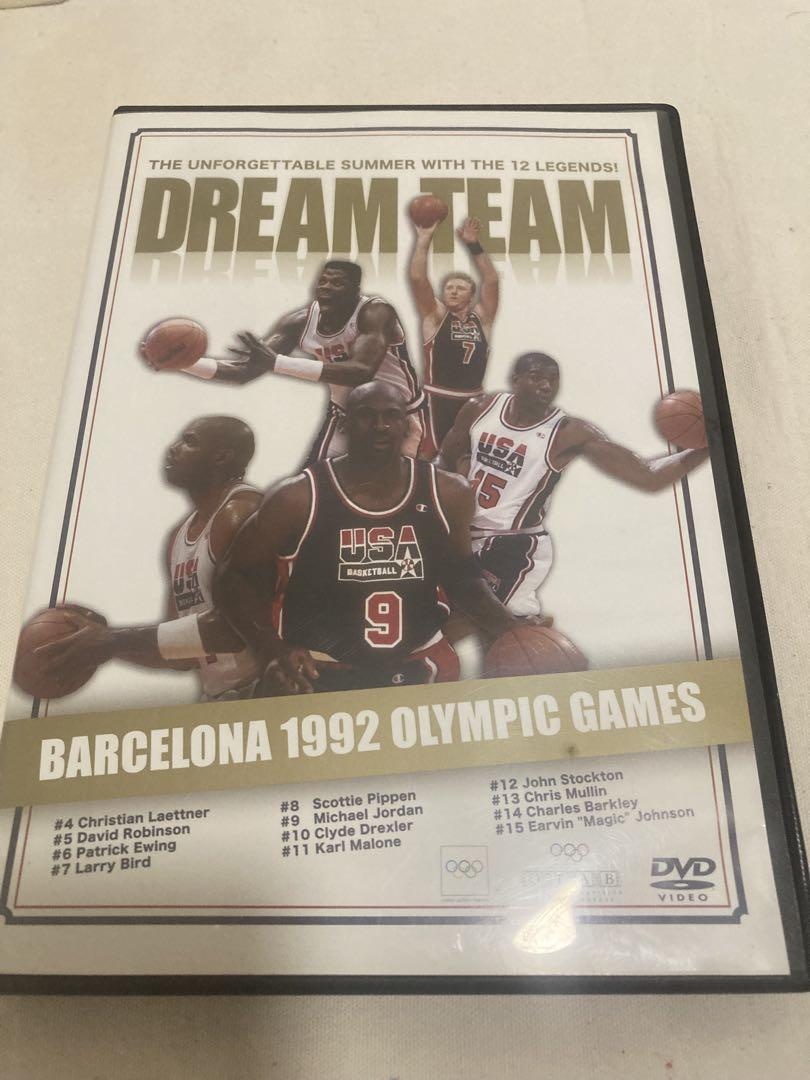 THE UNFORGETTABLE SUMMER WITH THE 12 LEGENDS!
DREAM TEAM
7
USA
15
USA
USA
BASKETBALL
9
BARCELONA 1992 OLYMPIC GAMES
#4 Christian Laettner
#5 David Robinson
#6 Patrick Ewing
#7 Larry Bird
#8 Scottie Pippen
#9 Michael Jordan
#10 Clyde Drexler
#11 Karl Malone
#12 John Stockton
#13 Chris Mullin
#14 Charles Barkley
#15 Earvin "Magic" Johnson
DVD
VIDEO